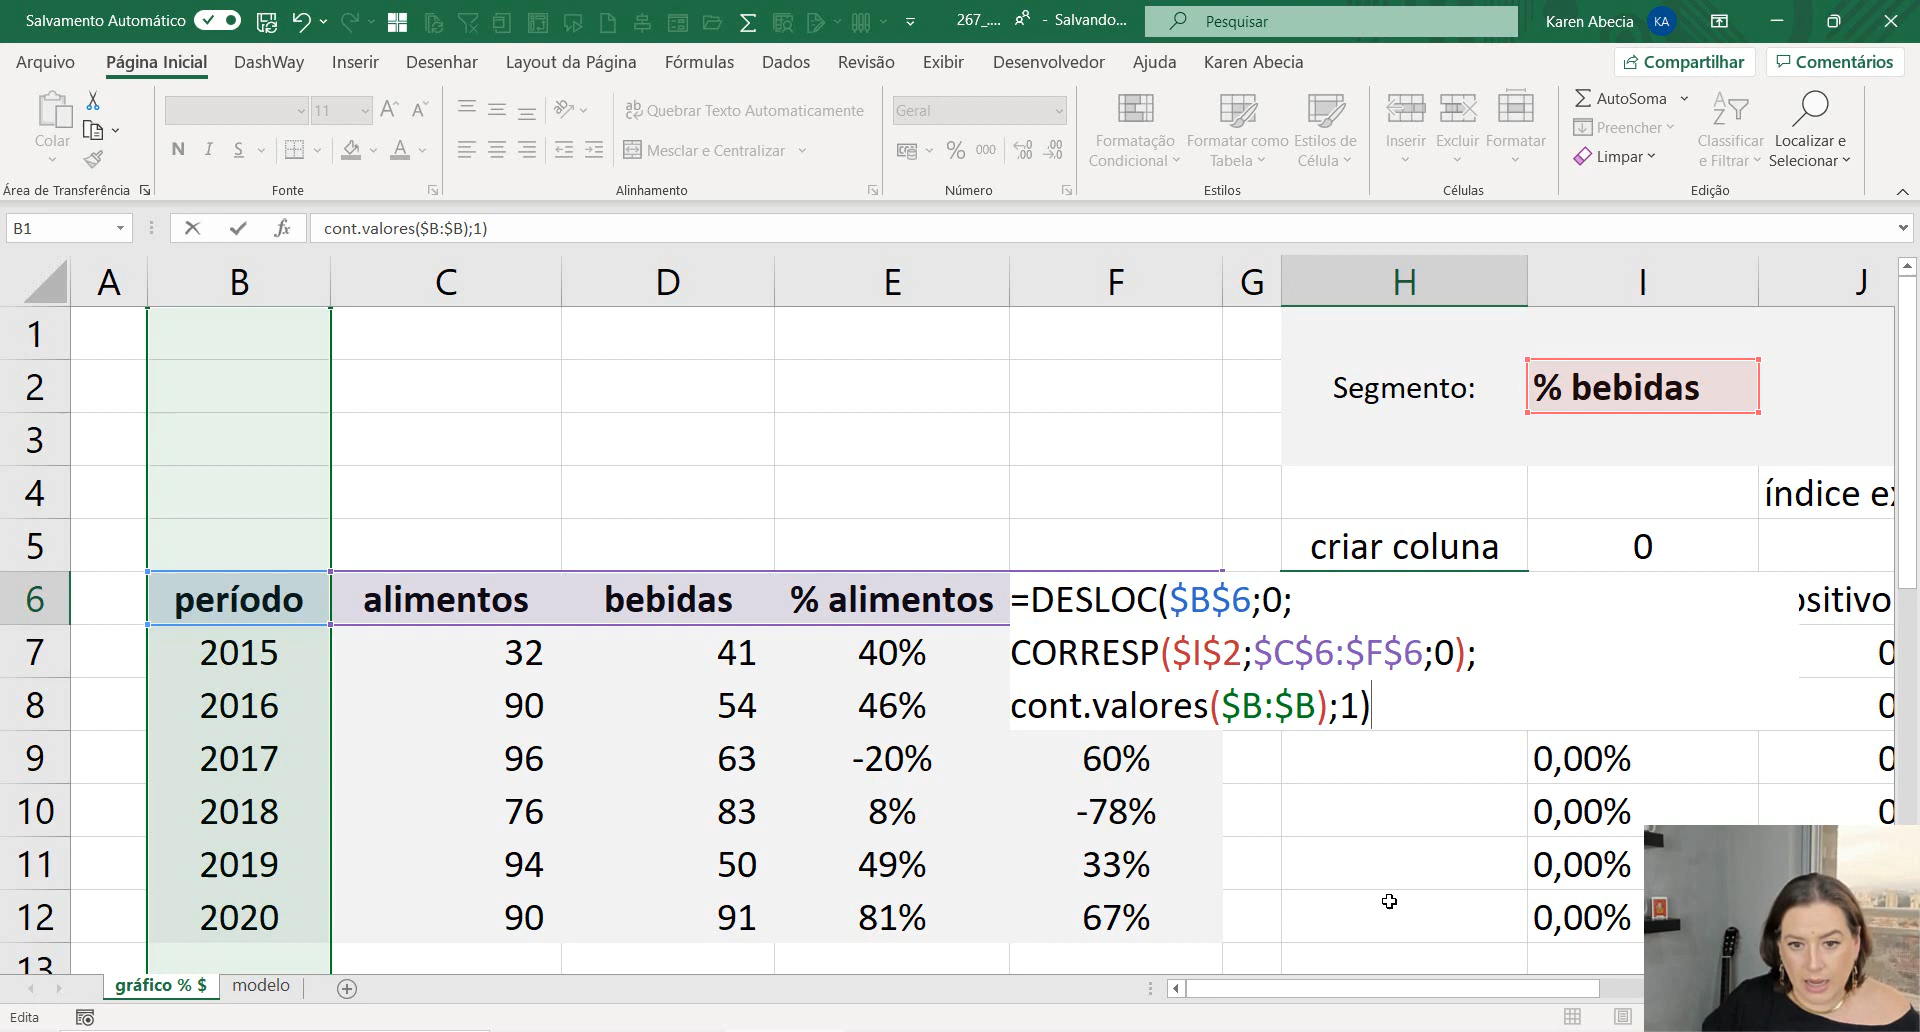 Salvamento Automático
267_.... - Salvando...
Pesquisar
Karen Abecia KA
Arquivo Página Inicial DashWay Inserir Desenhar Layout da Página Fórmulas Dados Revisão Exibir Desenvolvedor Ajuda Karen Abecia
Compartilhar Comentários
Colar
11
Quebrar Texto Automaticamente
Mesclar e Centralizar
Geral
% 000
Formatação Condicional
Formatar como Tabela
Estilos de Célula
Inserir Excluir Formatar
AutoSoma
Preencher
Limpar
Classificar e Filtrar
Localizar e Selecionar
N I S
Área de Transferência Fonte Alinhamento Número Estilos Células Edição
B1 fx cont.valores($B:$B);1)
A B C D E F G H I J
1
2 Segmento: % bebidas
3
4 índice ex
5 criar coluna 0
6 período alimentos bebidas % alimentos =DESLOC($B$6;0; ositivo
7 2015 32 41 40% CORRESP($I$2;$C$6:$F$6;0); 0
8 2016 90 54 46% cont.valores($B:$B);1) 0
9 2017 96 63 -20% 60% 0,00% 0
10 2018 76 83 8% -78% 0,00% 0
11 2019 94 50 49% 33% 0,00%
12 2020 90 91 81% 67% 0,00%
13
gráfico % $ modelo
Edita